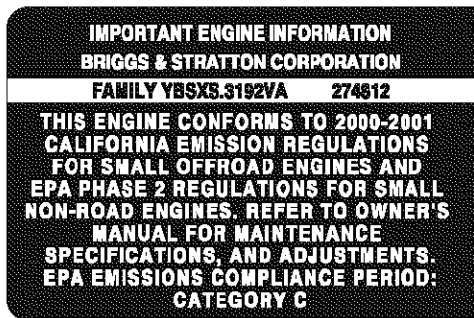 IMPORTANT ENGINE INFORMATION
BRIGGS & STRATTON CORPORATION
FAMILY YBSXS.3192VA 274612
THIS ENGINE CONFORMS TO 2000-2001
CALIFORNIA EMISSION REGULATIONS
FOR SMALL OFFROAD ENGINES AND
EPA PHASE 2 REGULATIONS FOR SMALL
NON-ROAD ENGINES. REFER TO OWNER'S
MANUAL FOR MAINTENANCE
SPECIFICATIONS, AND ADJUSTMENTS.
EPA EMISSIONS COMPLIANCE PERIOD:
CATEGORY C